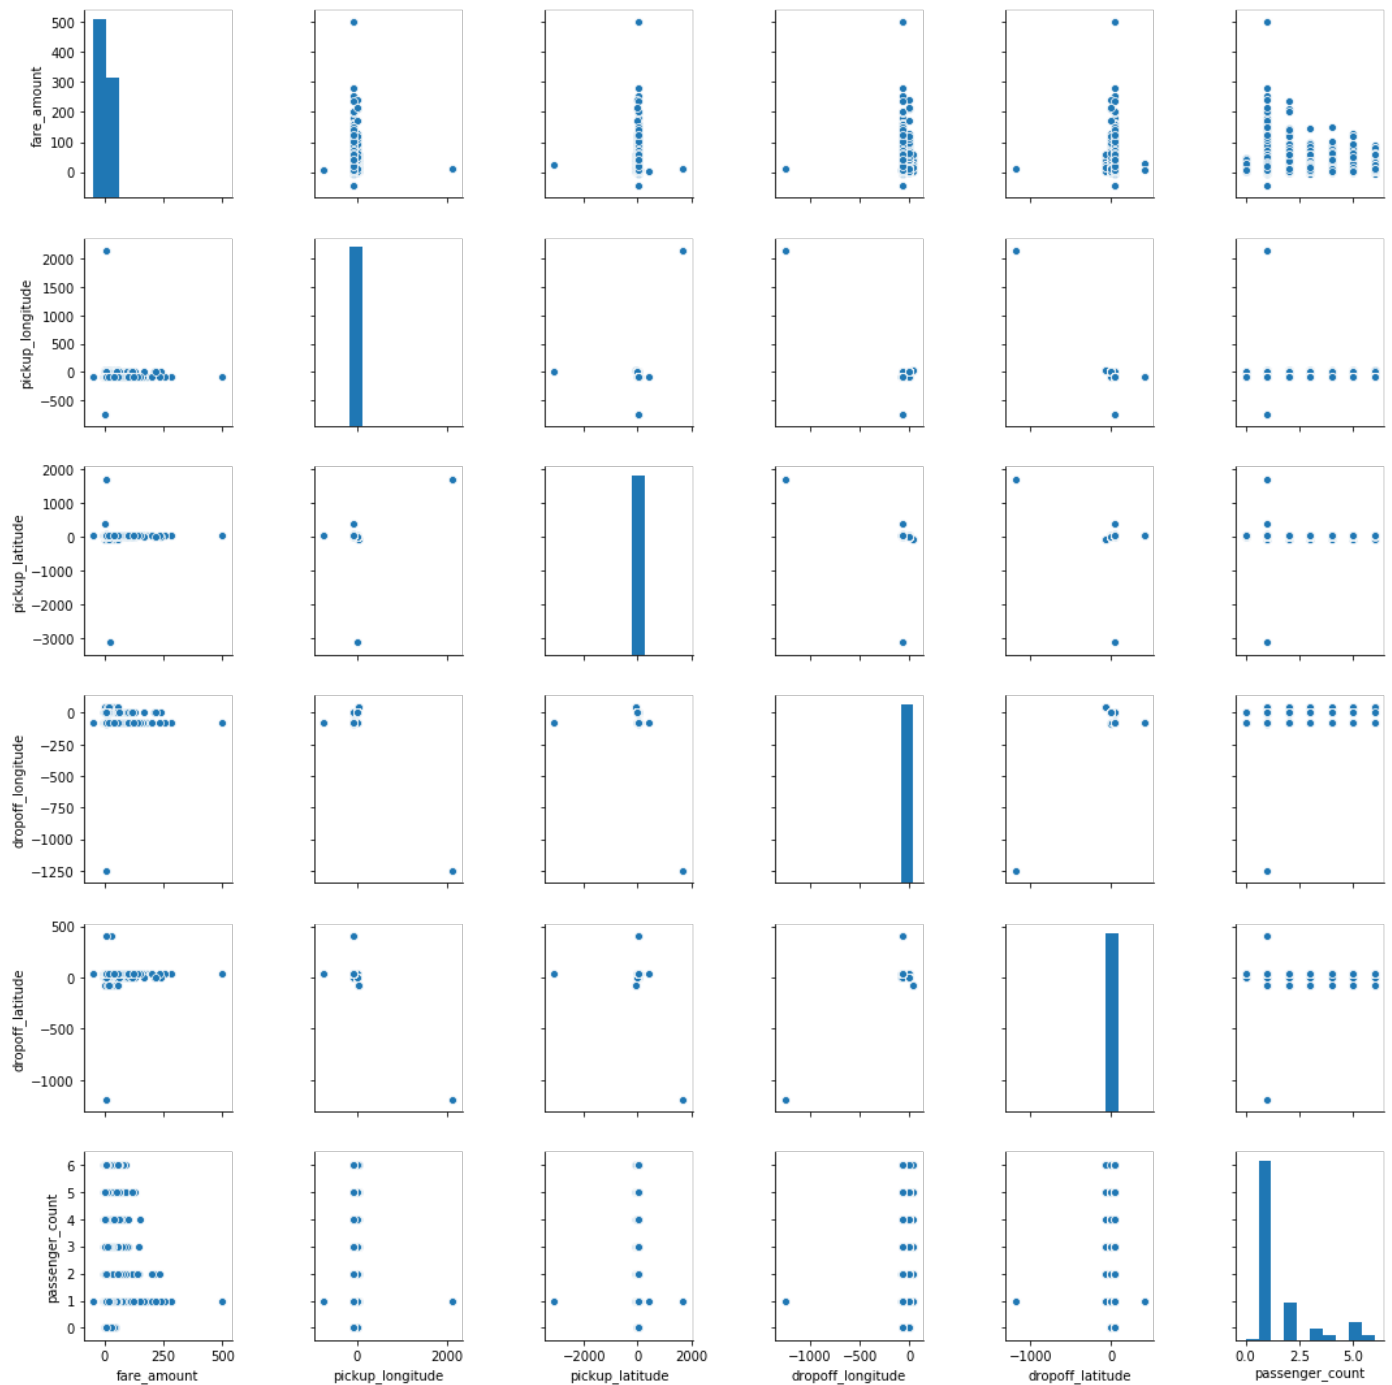 500
400
300
200
100
0
fare_amount
2000
1500
1000
500
0
−500
pickup_longitude
2000
1000
0
−1000
−2000
−3000
pickup_latitude
0
−250
−500
−750
−1000
−1250
dropoff_longitude
500
0
−500
−1000
dropoff_latitude
6
5
4
3
2
1
0
passenger_count
0 250 500
0 2000
−2000 0 2000
−1000 0
−1000 0
0.0 2.5 5.0
fare_amount
pickup_longitude
pickup_latitude
dropoff_longitude
dropoff_latitude
passenger_count